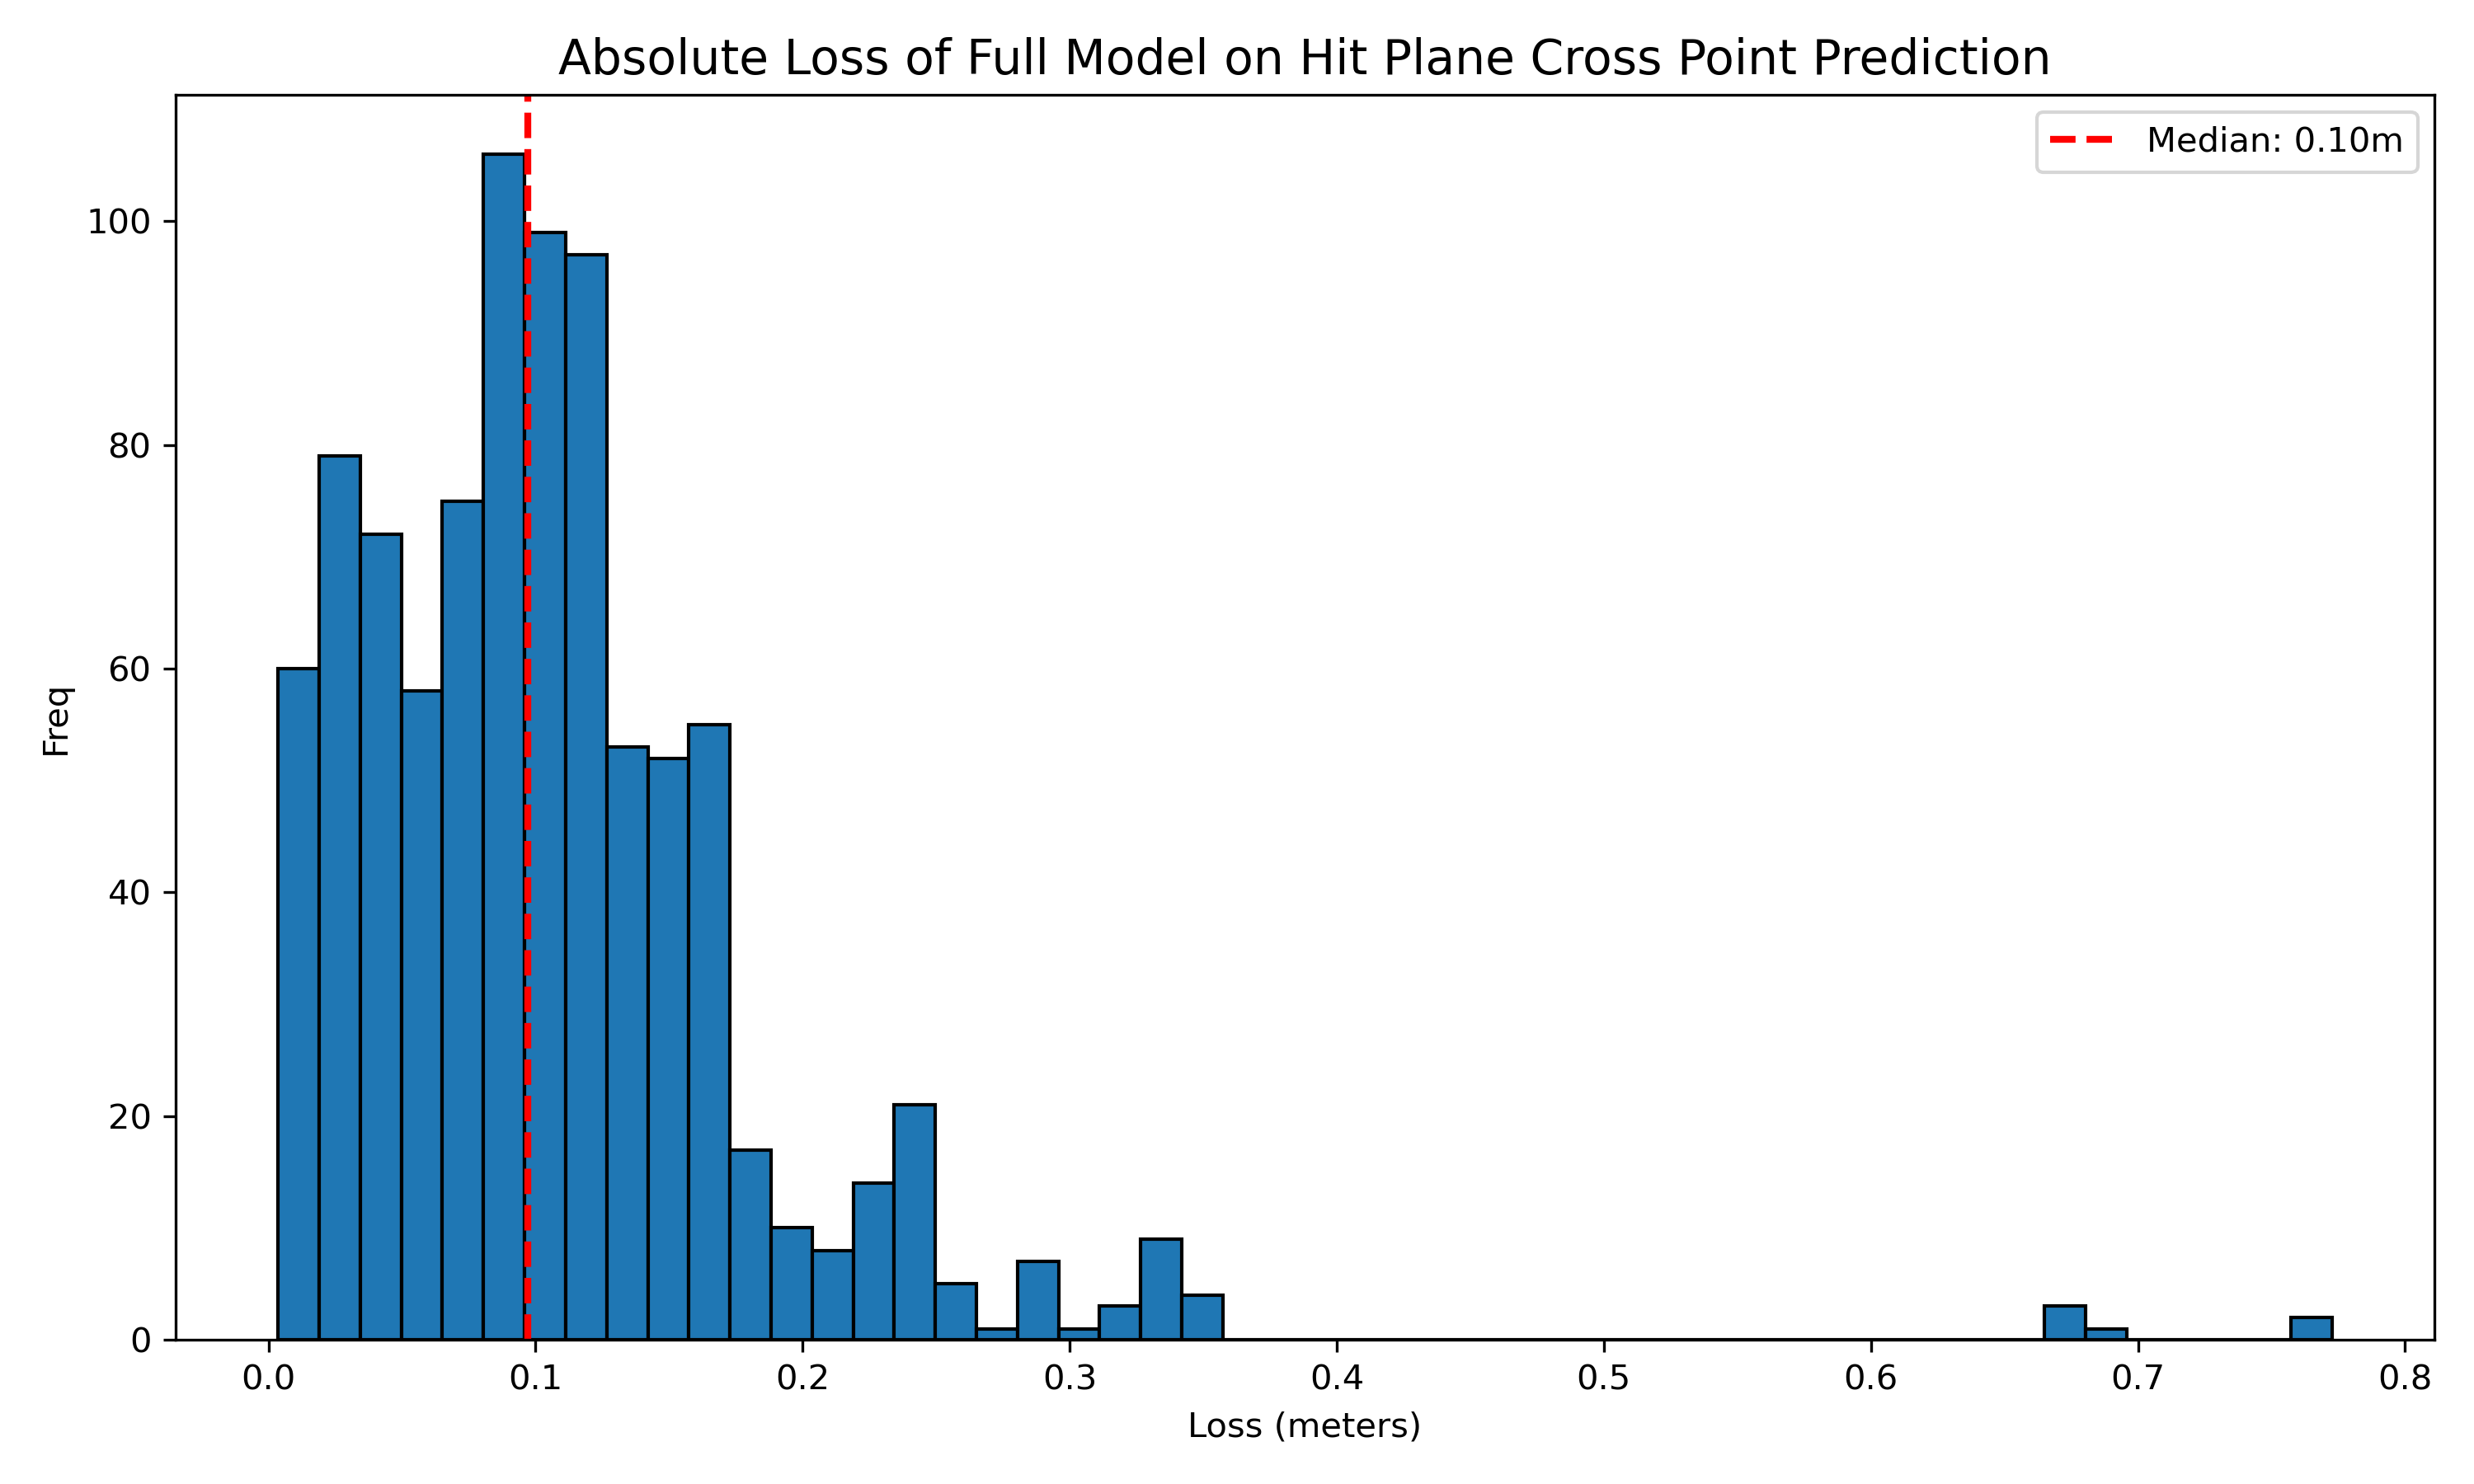 Absolute Loss of Full Model on Hit Plane Cross Point Prediction
Median: 0.10m
100
80
60
40
20
0
Freq
0.0 0.1 0.2 0.3 0.4 0.5 0.6 0.7 0.8
Loss (meters)